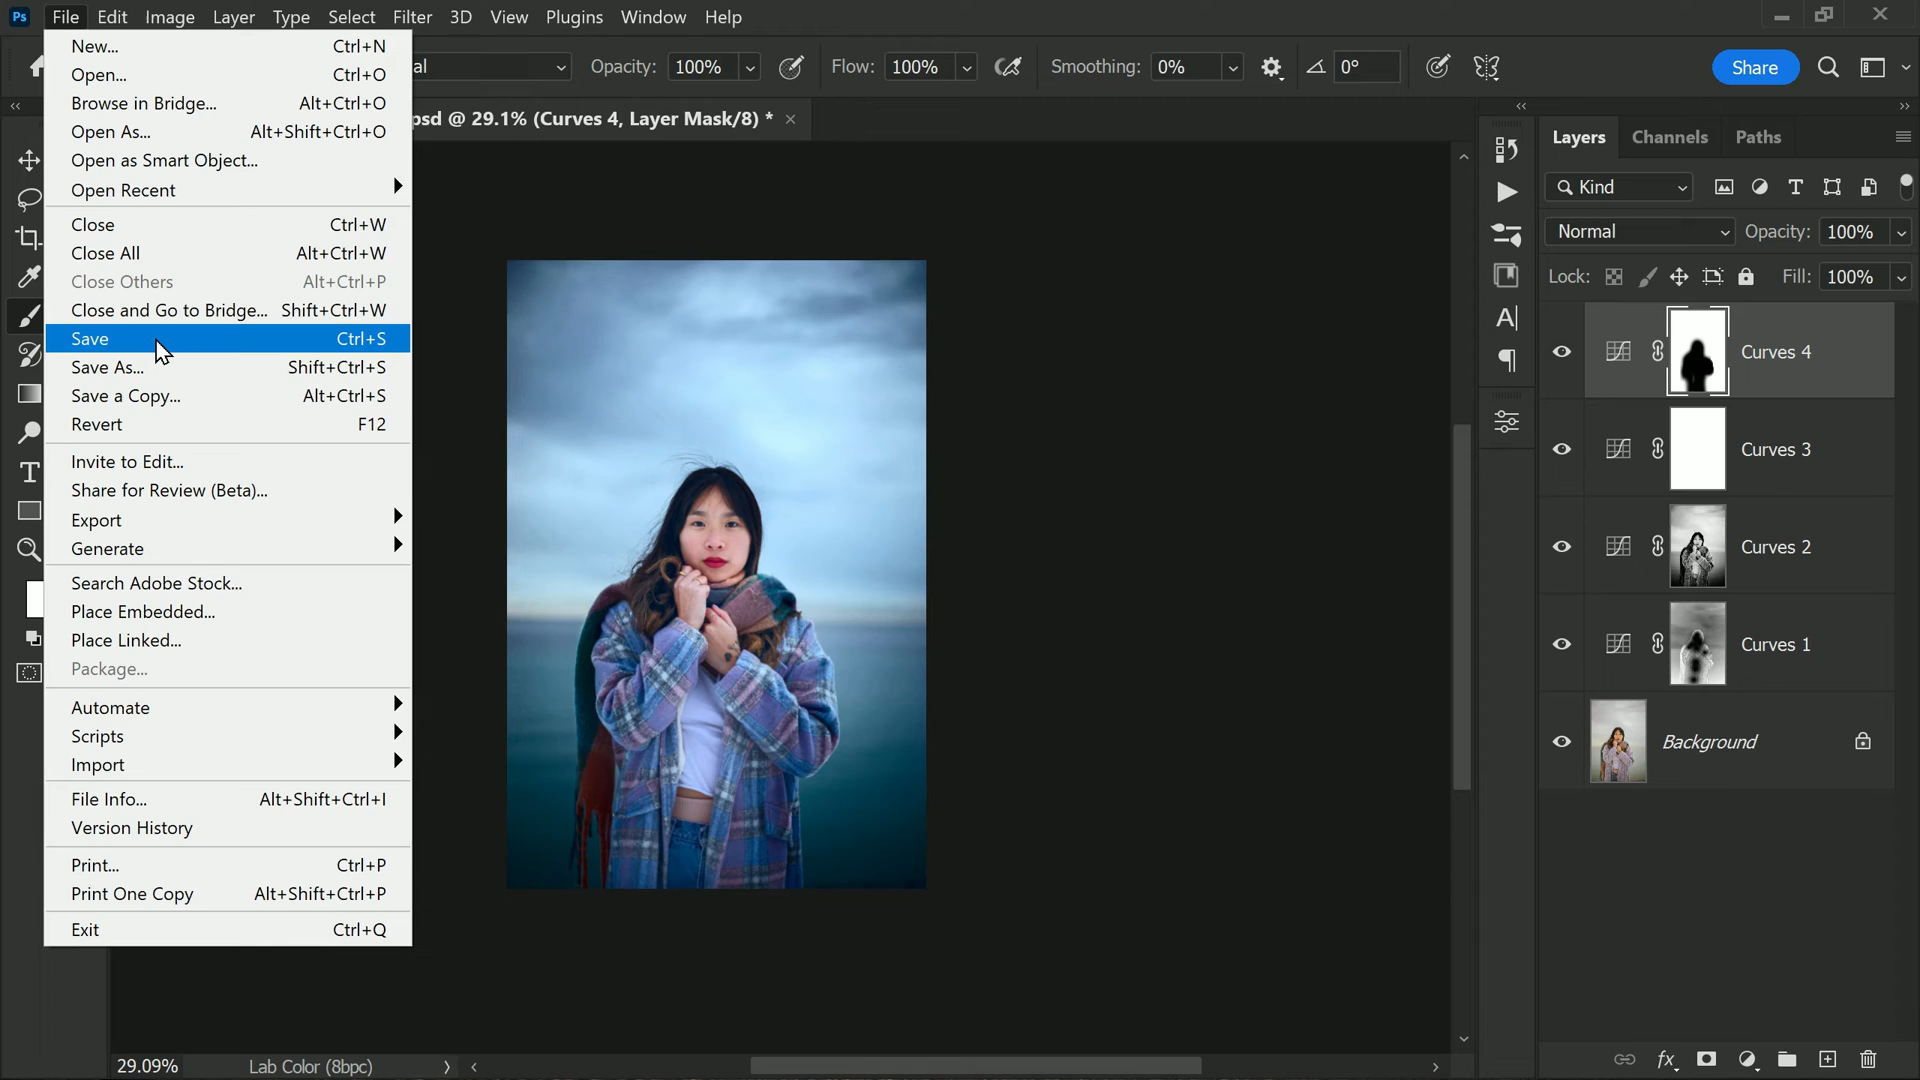 Ps File Edit Image Layer Type Select Filter 3D View Plugins Window Help
al Opacity: 100% Flow: 100% Smoothing: 0% 0° Share
psd @ 29.1% (Curves 4, Layer Mask/8) *
New... Ctrl+N
Open... Ctrl+O
Browse in Bridge... Alt+Ctrl+O
Open As... Alt+Shift+Ctrl+O
Open as Smart Object...
Open Recent
Close Ctrl+W
Close All Alt+Ctrl+W
Close Others Alt+Ctrl+P
Close and Go to Bridge... Shift+Ctrl+W
Save Ctrl+S
Save As... Shift+Ctrl+S
Save a Copy... Alt+Ctrl+S
Revert F12
Invite to Edit...
Share for Review (Beta)...
Export
Generate
Search Adobe Stock...
Place Embedded...
Place Linked...
Package...
Automate
Scripts
Import
File Info... Alt+Shift+Ctrl+I
Version History
Print... Ctrl+P
Print One Copy Alt+Shift+Ctrl+P
Exit Ctrl+Q
Layers Channels Paths
Kind
Normal Opacity: 100%
Lock: Fill: 100%
Curves 4
Curves 3
Curves 2
Curves 1
Background
29.09% Lab Color (8bpc)